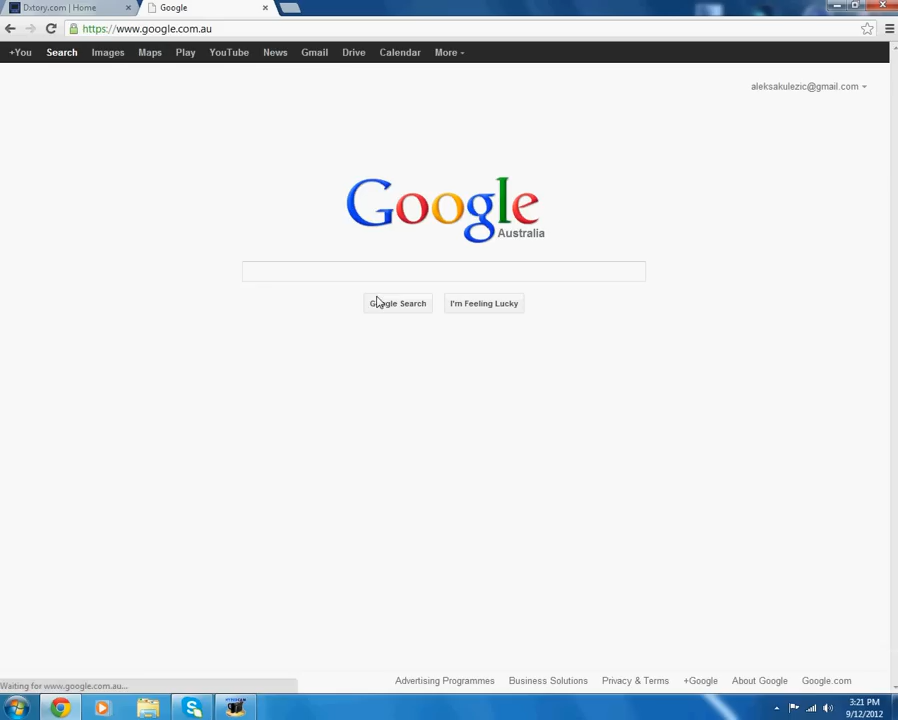 Dxtory.com | Home
Google
https://www.google.com.au
+You Search Images Maps Play YouTube News Gmail Drive Calendar More
aleksakulezic@gmail.com
Google
Australia
Google Search I'm Feeling Lucky
Advertising Programmes Business Solutions Privacy & Terms +Google About Google Google.com
Waiting for www.google.com.au...
3:21 PM
9/12/2012